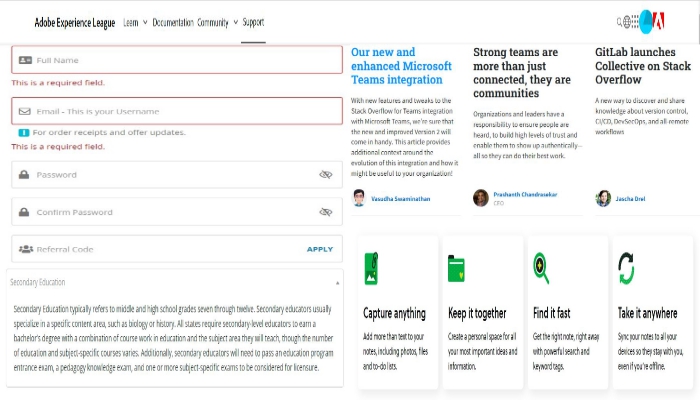 Adobe Experience League
Learn
Documentation
Community
Support
Full Name
This is a required field.
Email - This is your Username
For order receipts and offer updates.
This is a required field.
Password
Confirm Password
Referral Code
APPLY
Secondary Education
Secondary Education typically refers to middle and high school grades seven through twelve. Secondary educators usually
specialize in a specific content area, such as biology or history. All states require secondary-level educators to earn a
bachelor's degree with a combination of course work in education and the subject area they will teach, though the number
of education and subject-specific courses varies. Additionally, secondary educators will need to pass an education program
entrance exam, a pedagogy knowledge exam, and one or more subject-specific exams to be considered for licensure.
Our new and
enhanced Microsoft
Teams integration
With new features and tweaks to the
Stack Overflow for Teams integration
with Microsoft Teams, we're sure that
the new and improved Version 2 will
come in handy. This article provides
additional context around the
evolution of this integration and how it
might be useful to your organization!
Vasudha Swaminathan
Strong teams are
more than just
connected, they are
communities
Organizations and leaders have a
responsibility to ensure people are
heard, to build high levels of trust and
enable them to show up authentically—
all so they can do their best work.
Prashanth Chandrasekar
CEO
GitLab launches
Collective on Stack
Overflow
A new way to discover and share
knowledge about version control,
CI/CD, DevSecOps, and all-remote
workflows
Jascha Drel
Capture anything
Add more than text to your
notes, including photos, files
and to-do lists.
Keep it together
Create a personal space for all
your most important ideas and
information.
Find it fast
Get the right note, right away
with powerful search and
keyword tags.
Take it anywhere
Sync your notes to all your
devices so they stay with you,
even if you're offline.